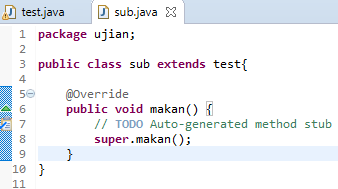 test.java sub.java
1 package ujian;
2
3 public class sub extends test{
4
5 @Override
6 public void makan() {
7 // TODO Auto-generated method stub
8 super.makan();
9 }
10 }